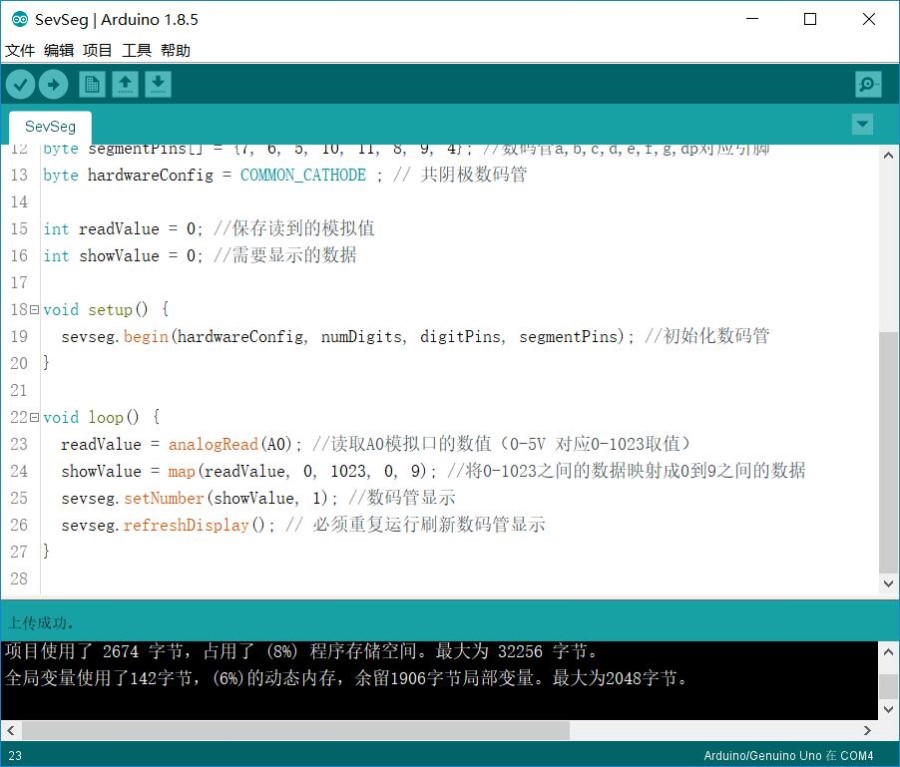 SevSeg | Arduino 1.8.5
文件 编辑 项目 工具 帮助
SevSeg
12 byte segmentPins[] = {7, 6, 5, 10, 11, 8, 9, 4}; //数码管a,b,c,d,e,f,g,dp对应引脚
13 byte hardwareConfig = COMMON_CATHODE ; // 共阴极数码管
14
15 int readValue = 0; //保存读到的模拟值
16 int showValue = 0; //需要显示的数据
17
18 void setup() {
19 sevseg.begin(hardwareConfig, numDigits, digitPins, segmentPins); //初始化数码管
20 }
21
22 void loop() {
23 readValue = analogRead(A0); //读取A0模拟口的数值（0-5V 对应0-1023取值）
24 showValue = map(readValue, 0, 1023, 0, 9); //将0-1023之间的数据映射成0到9之间的数据
25 sevseg.setNumber(showValue, 1); //数码管显示
26 sevseg.refreshDisplay(); // 必须重复运行刷新数码管显示
27 }
28
上传成功。
项目使用了 2674 字节，占用了 (8%) 程序存储空间。最大为 32256 字节。
全局变量使用了142字节，(6%)的动态内存，余留1906字节局部变量。最大为2048字节。
23 Arduino/Genuino Uno 在 COM4